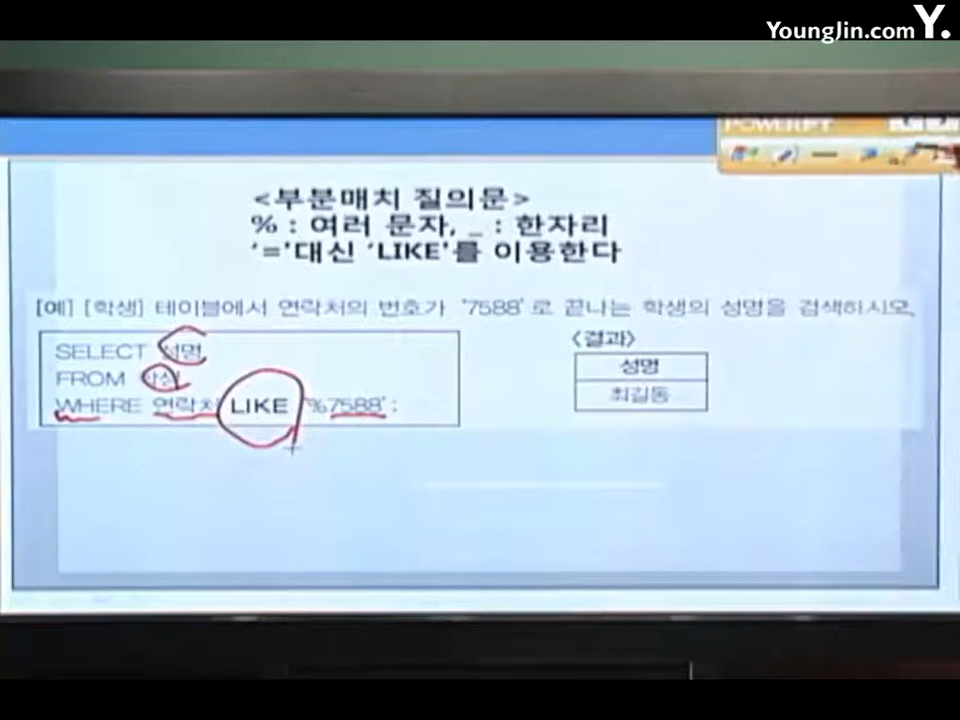 YoungJin.com Y.
POWERPT
<부분매치 질의문>
% : 여러 문자, _ : 한자리
‘=’대신 ‘LIKE’를 이용한다
[예] [학생] 테이블에서 연락처의 번호가 ‘7588’로 끝나는 학생의 성명을 검색하시오.
SELECT 성명
FROM 학생
WHERE 연락처 LIKE ‘%7588’;
<결과>
성명
최길동